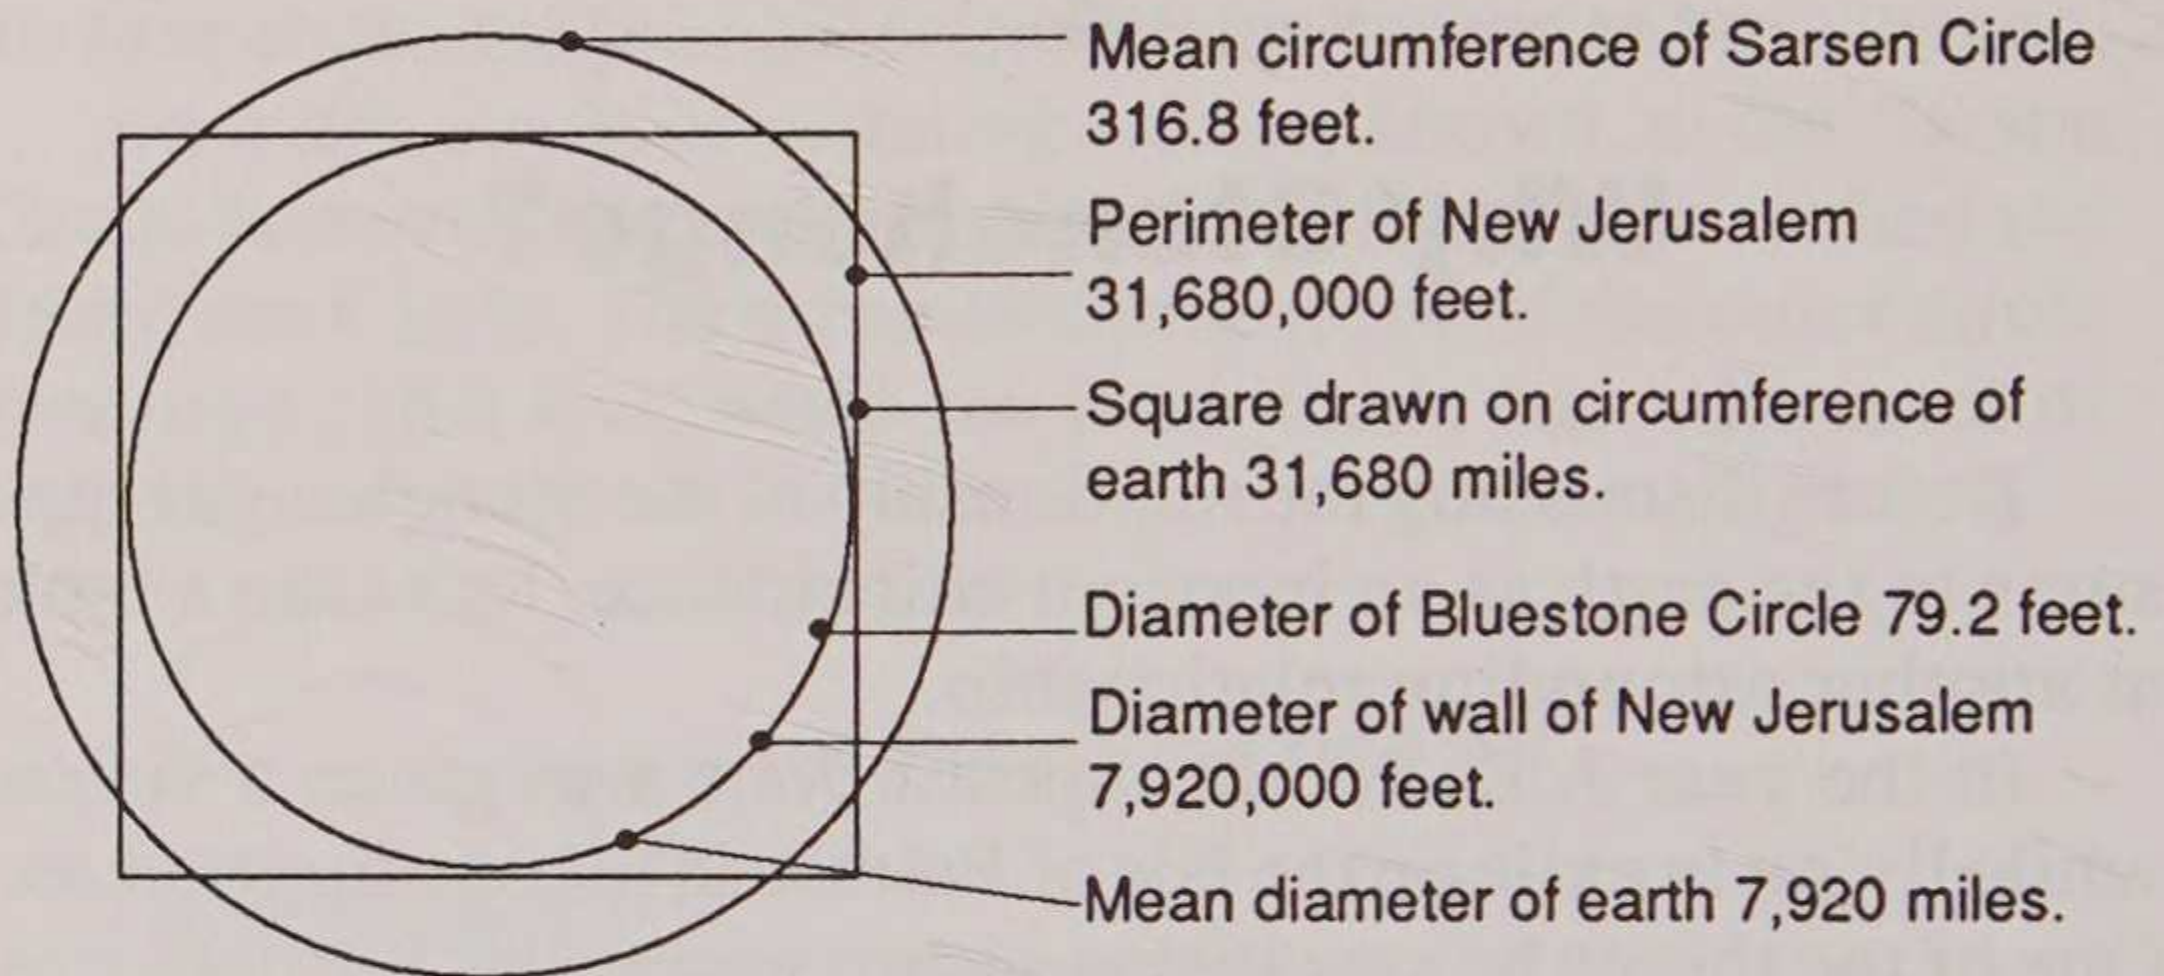 Mean circumference of Sarsen Circle
316.8 feet.
Perimeter of New Jerusalem
31,680,000 feet.
Square drawn on circumference of
earth 31,680 miles.
Diameter of Bluestone Circle 79.2 feet.
Diameter of wall of New Jerusalem
7,920,000 feet.
Mean diameter of earth 7,920 miles.